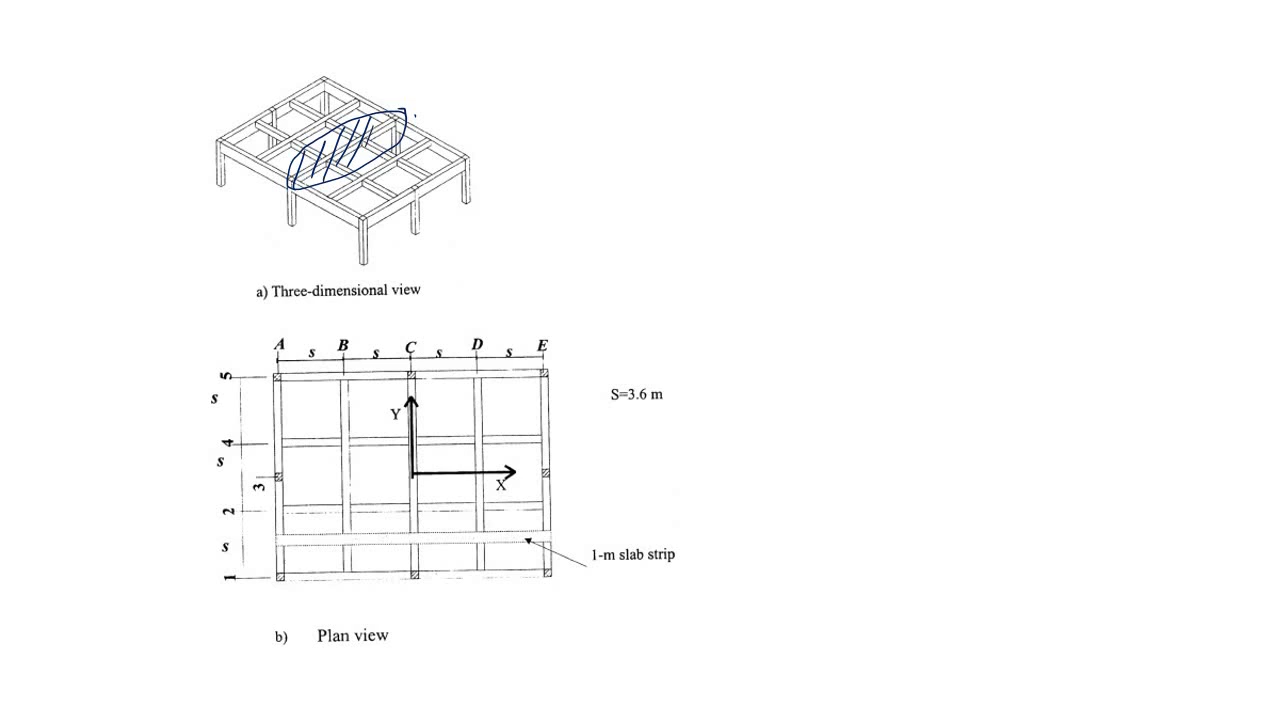 a) Three-dimensional view
A B C D E
s s s s
5
s
S=3.6 m
Y
4
s
X
3
2
s
1-m slab strip
1
b) Plan view